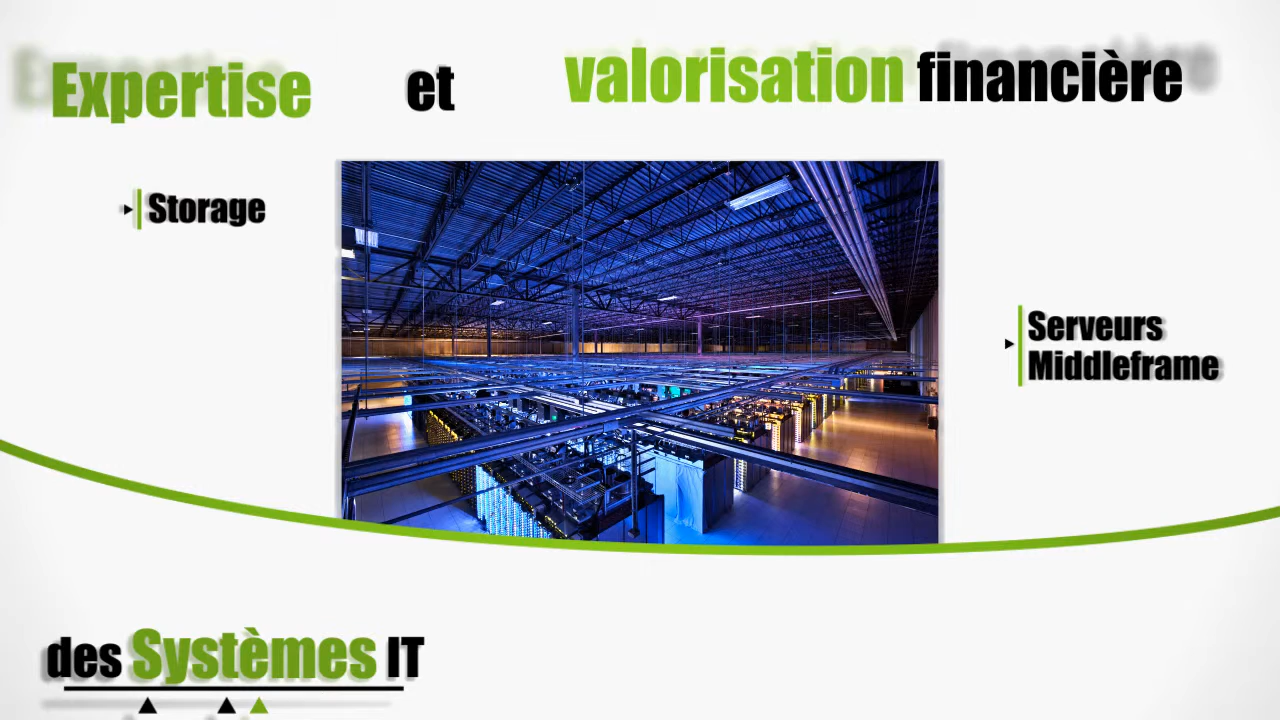 Expertise et valorisation financière
Storage
Serveurs
Middleframe
des Systèmes IT